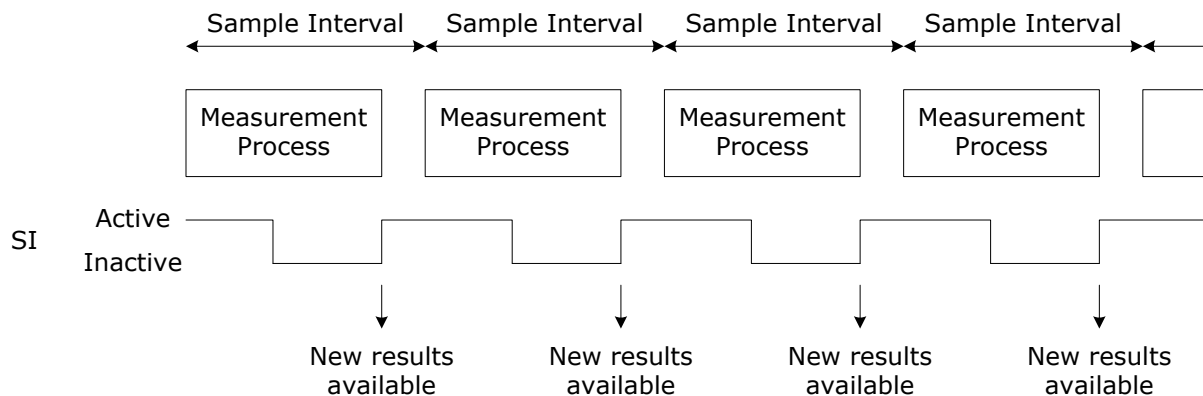 Sample Interval Sample Interval Sample Interval Sample Interval
Measurement Measurement Measurement Measurement
Process Process Process Process
Active
SI
Inactive
New results New results New results New results
available available available available